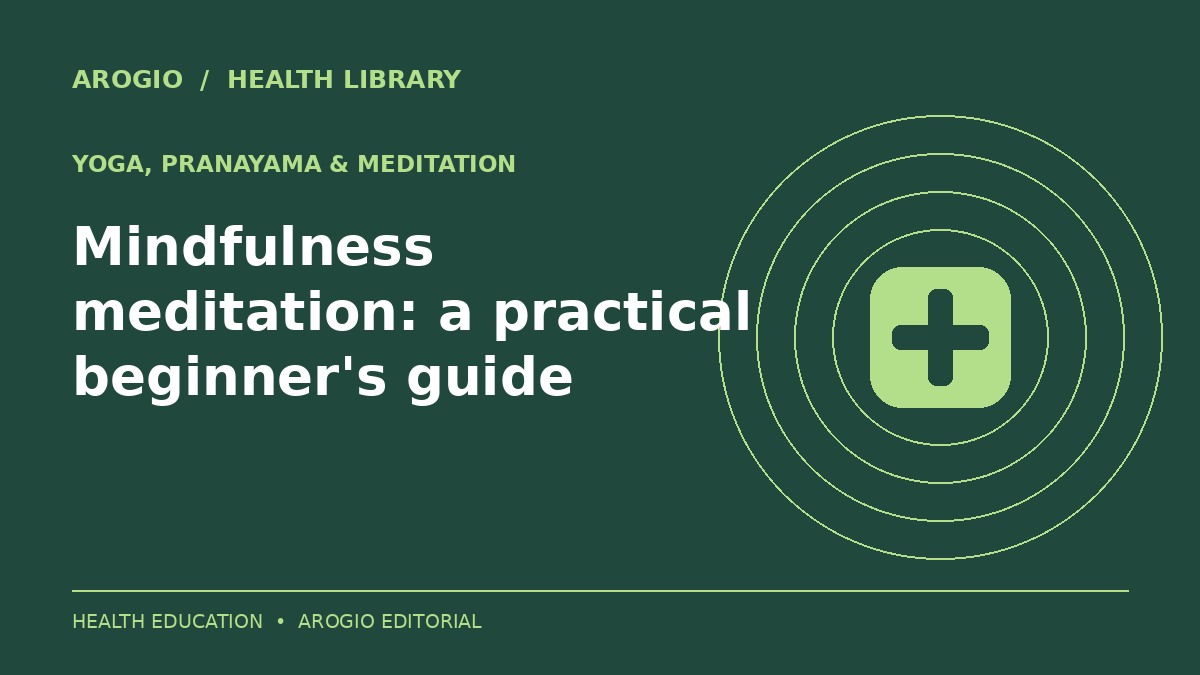 AROGIO / HEALTH LIBRARY
YOGA, PRANAYAMA & MEDITATION
Mindfulness
meditation: a practical
beginner's guide
HEALTH EDUCATION • AROGIO EDITORIAL